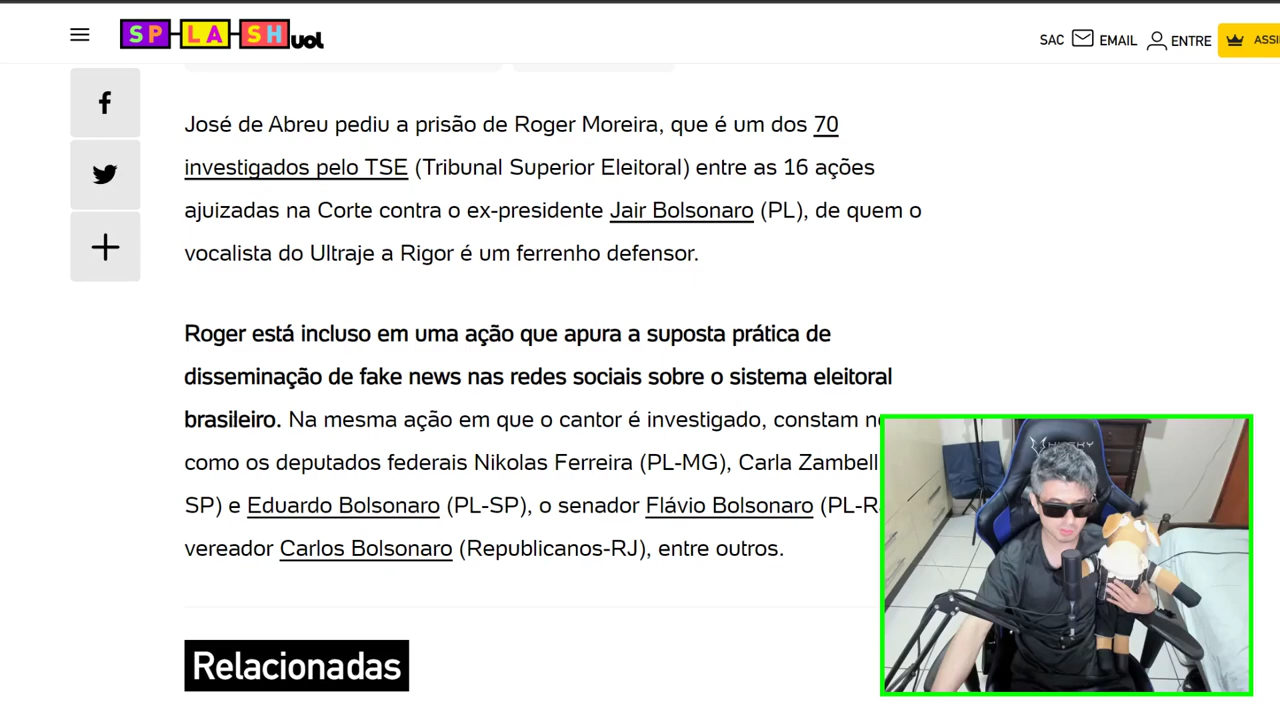 SPLASH uol
SAC EMAIL ENTRE ASSI
José de Abreu pediu a prisão de Roger Moreira, que é um dos 70
investigados pelo TSE (Tribunal Superior Eleitoral) entre as 16 ações
ajuizadas na Corte contra o ex-presidente Jair Bolsonaro (PL), de quem o
vocalista do Ultraje a Rigor é um ferrenho defensor.
Roger está incluso em uma ação que apura a suposta prática de
disseminação de fake news nas redes sociais sobre o sistema eleitoral
brasileiro. Na mesma ação em que o cantor é investigado, constam
como os deputados federais Nikolas Ferreira (PL-MG), Carla Zambell
SP) e Eduardo Bolsonaro (PL-SP), o senador Flávio Bolsonaro (PL-R
vereador Carlos Bolsonaro (Republicanos-RJ), entre outros.
Relacionadas